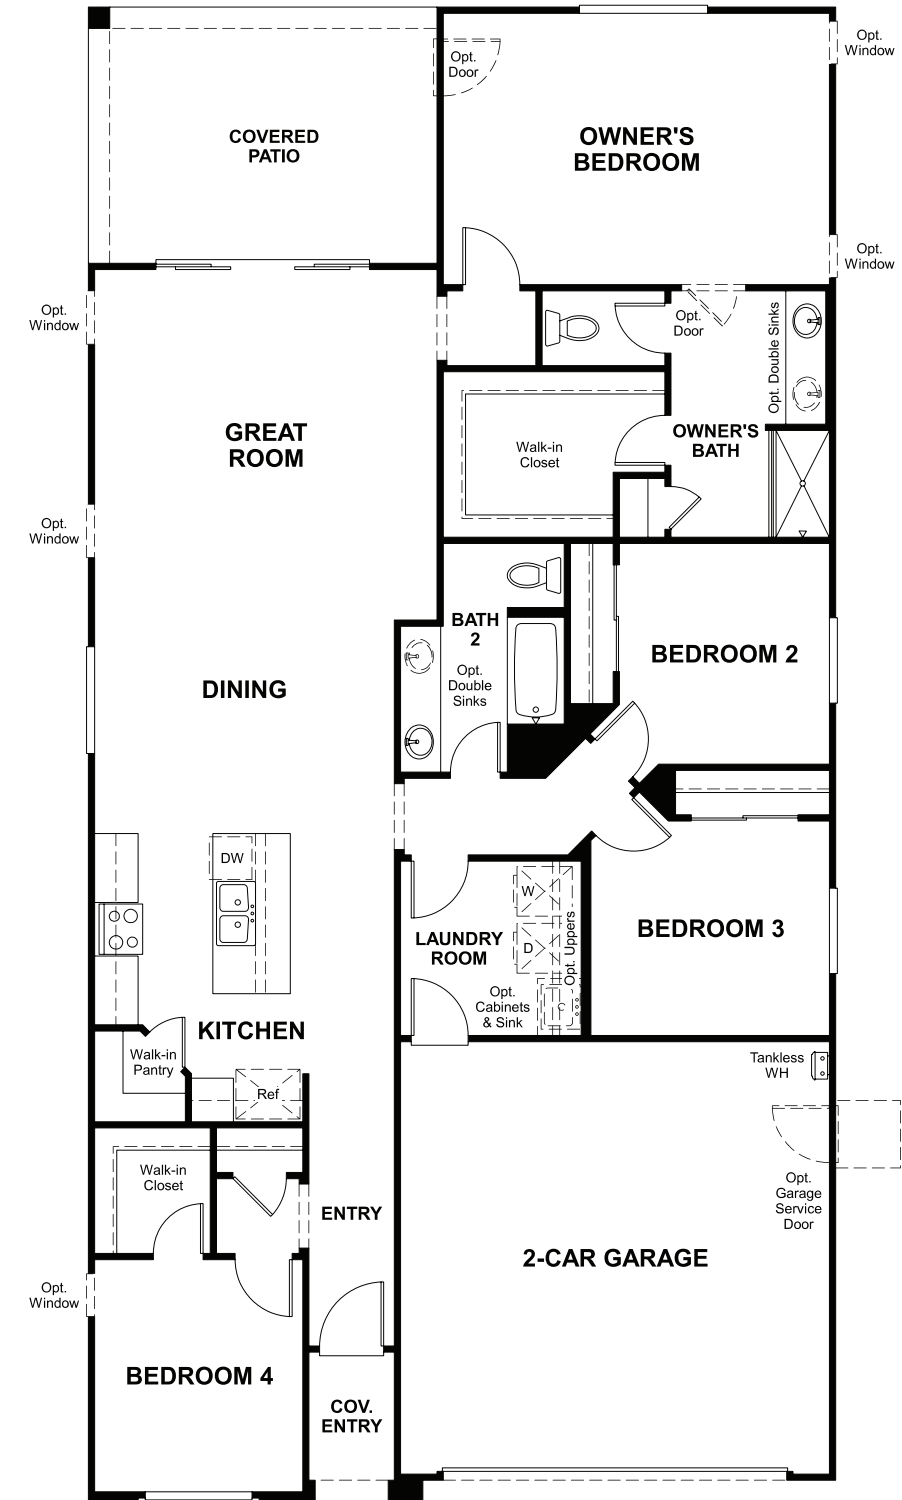 Opt.
Window
Opt.
Door
COVERED
PATIO
OWNER'S
BEDROOM
Opt.
Window
Opt.
Window
Opt.
Door
Opt. Double Sinks
GREAT
ROOM
Walk-in
Closet
OWNER'S
BATH
Opt.
Window
BATH
2
Opt.
Double
Sinks
BEDROOM 2
DINING
DW
W
D
Opt. Uppers
LAUNDRY
ROOM
Opt.
Cabinets
& Sink
C
BEDROOM 3
KITCHEN
Walk-in
Pantry
Ref
Tankless
WH
Walk-in
Closet
ENTRY
Opt.
Garage
Service
Door
2-CAR GARAGE
Opt.
Window
BEDROOM 4
COV.
ENTRY